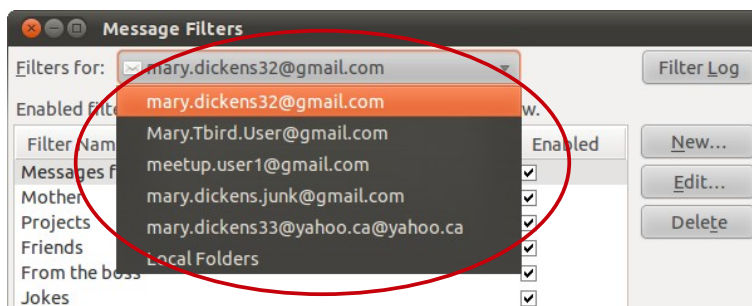 Message Filters
Filters for: mary.dickens32@gmail.com Filter Log
mary.dickens32@gmail.com
Enabled w.
Mary.Tbird.User@gmail.com
Filter Enabled New...
meetup.user1@gmail.com
Messages
mary.dickens.junk@gmail.com Edit...
Mother
Projects mary.dickens33@yahoo.ca@yahoo.ca Delete
Friends
Local Folders
From the boss
Jokes